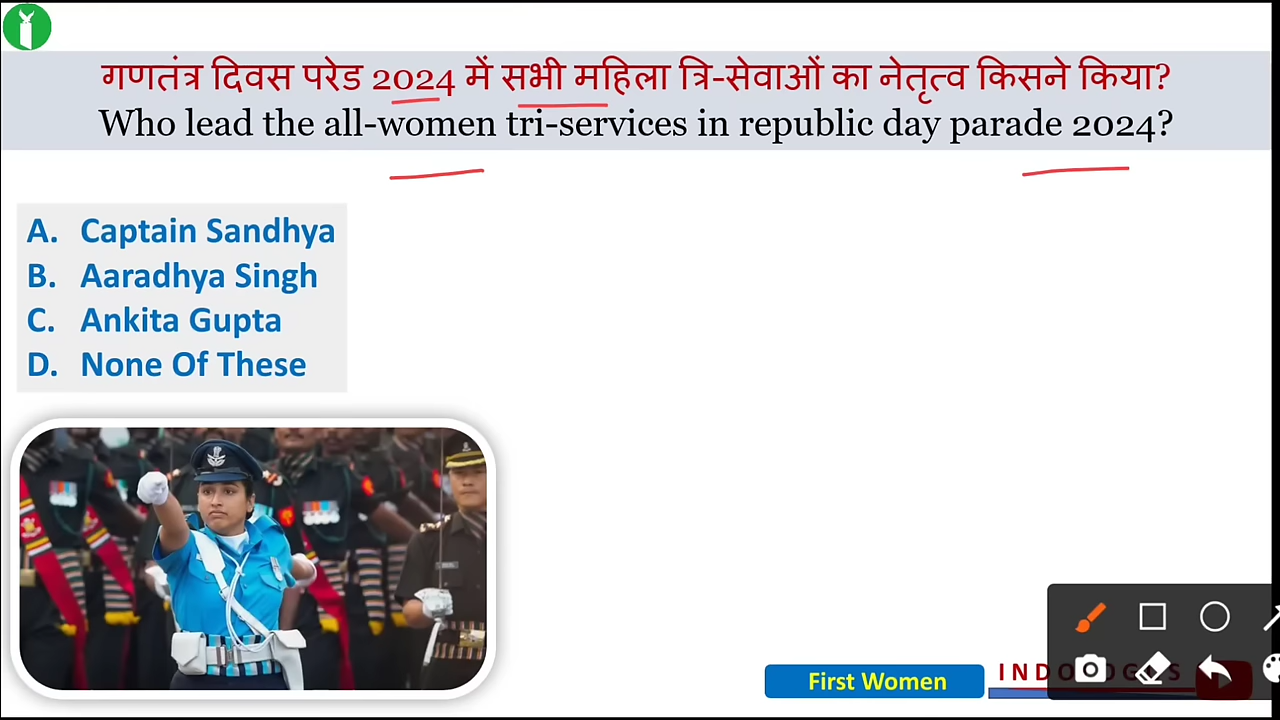 गणतंत्र दिवस परेड 2024 में सभी महिला त्रि-सेवाओं का नेतृत्व किसने किया?
Who lead the all-women tri-services in republic day parade 2024?
A. Captain Sandhya
B. Aaradhya Singh
C. Ankita Gupta
D. None Of These
First Women